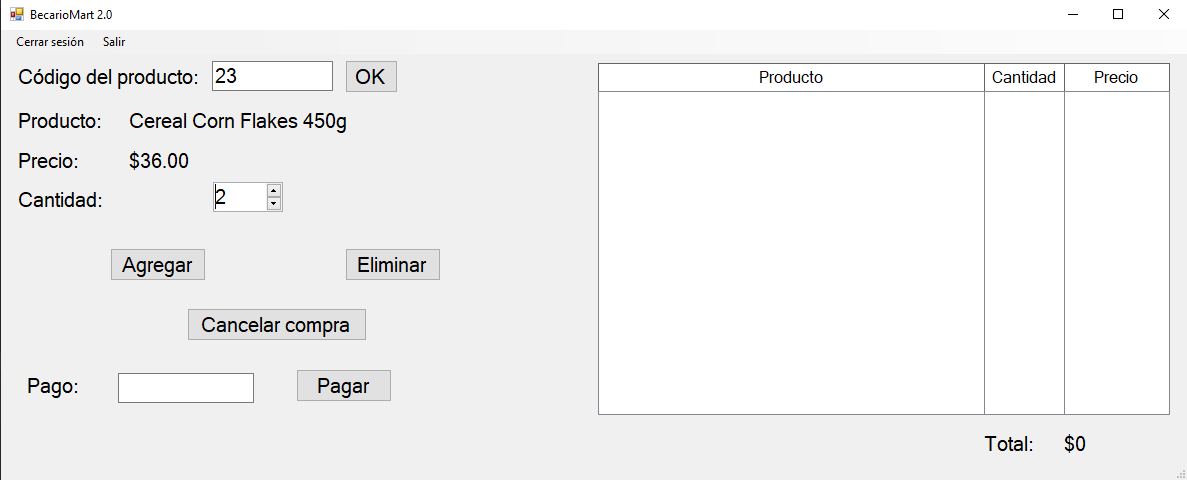 BecarioMart 2.0
Cerrar sesión Salir
Código del producto: 23 OK
Producto: Cereal Corn Flakes 450g
Precio: $36.00
Cantidad: 2
Agregar Eliminar
Cancelar compra
Pago: Pagar
Producto Cantidad Precio
Total: $0